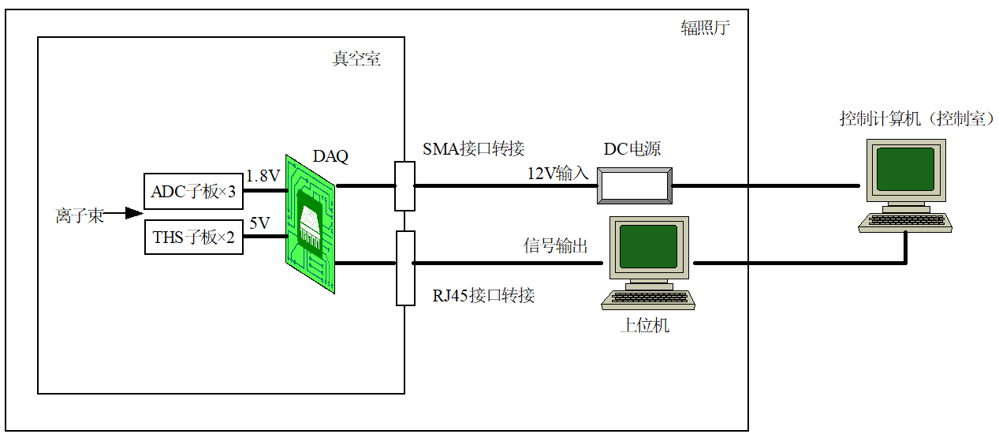 辐照厅
真空室
控制计算机（控制室）
SMA接口转接
DC电源
DAQ
1.8V
12V输入
ADC子板×3
离子束
5V
THS子板×2
信号输出
RJ45接口转接
上位机